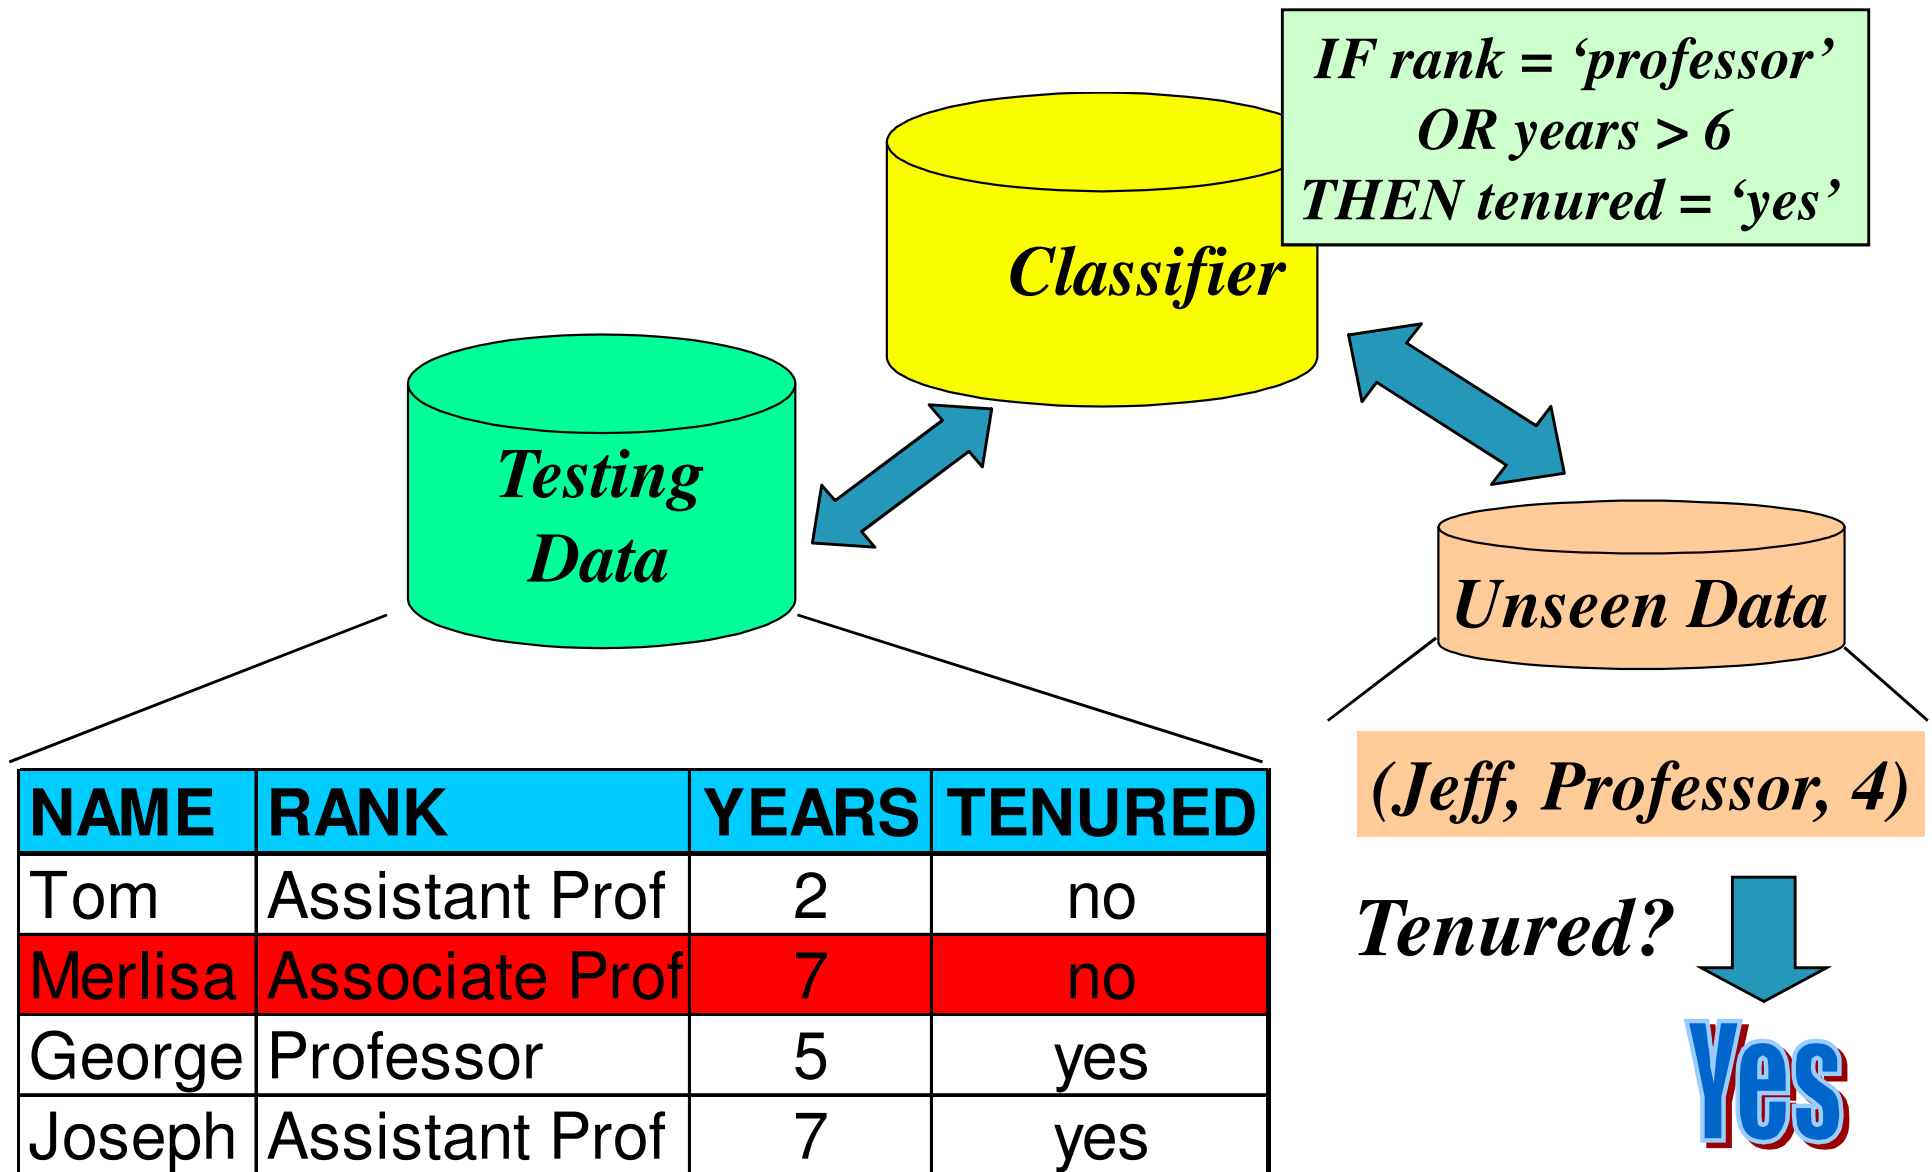 IF rank = ‘professor’
OR years > 6
THEN tenured = ‘yes’
Classifier
Testing
Data
Unseen Data
(Jeff, Professor, 4)
NAME RANK YEARS TENURED
Tom Assistant Prof 2 no
Merlisa Associate Prof 7 no
George Professor 5 yes
Joseph Assistant Prof 7 yes
Tenured?
Yes